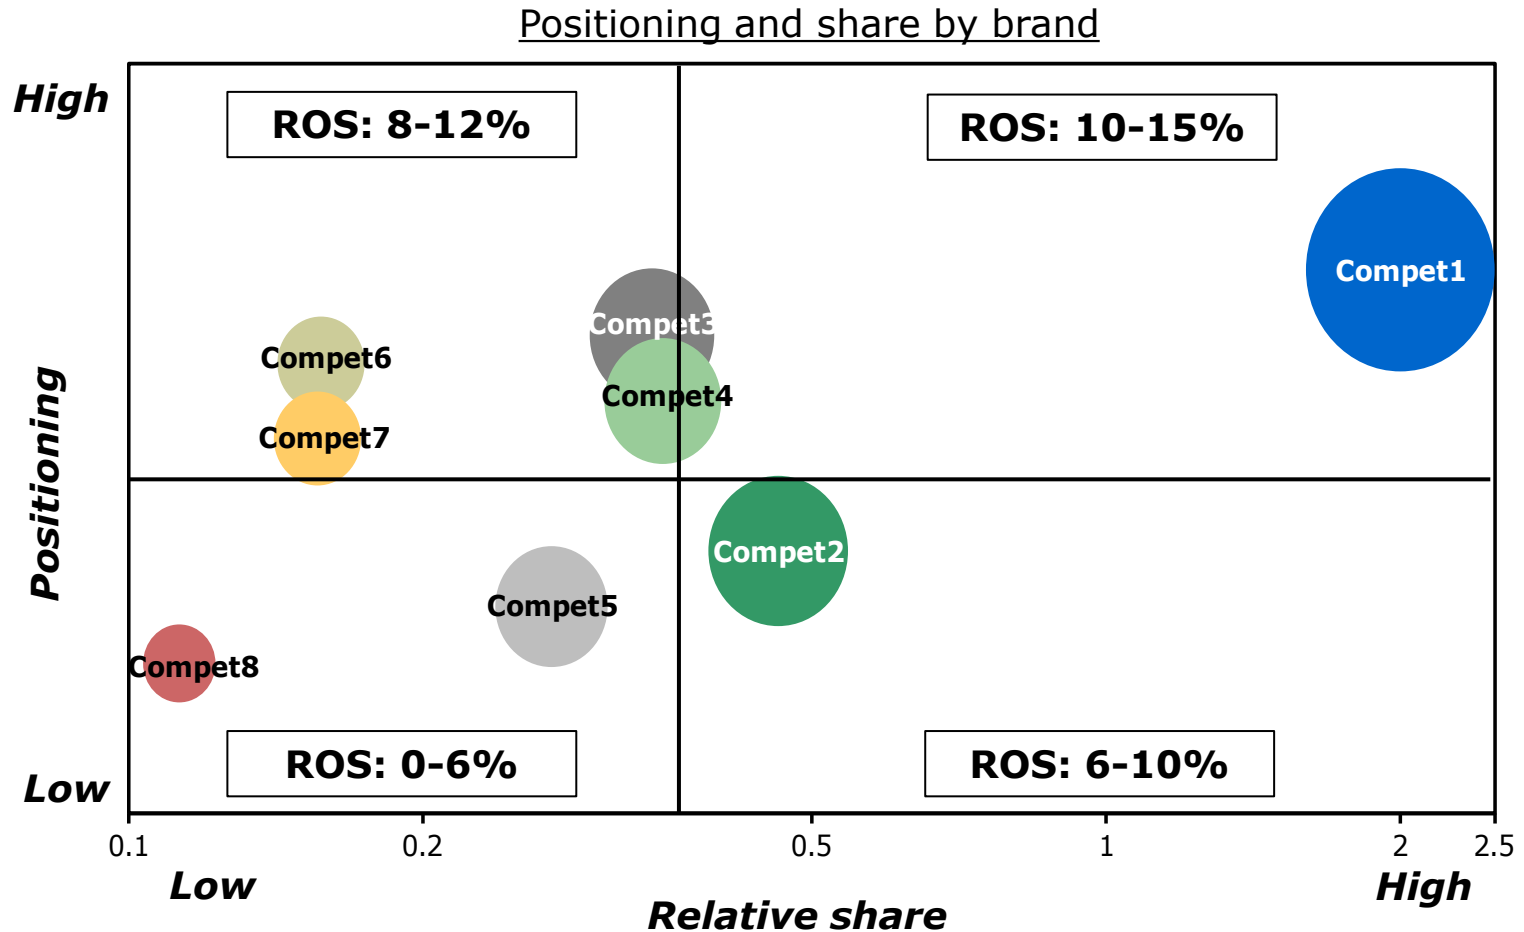 Positioning and share by brand
High
ROS: 8-12%
ROS: 10-15%
Compet1
Compet3
Compet6
Compet4
Compet7
Positioning
Compet2
Compet5
Compet8
ROS: 0-6%
ROS: 6-10%
Low
0.1
0.2
0.5
1
2
2.5
Low
High
Relative share